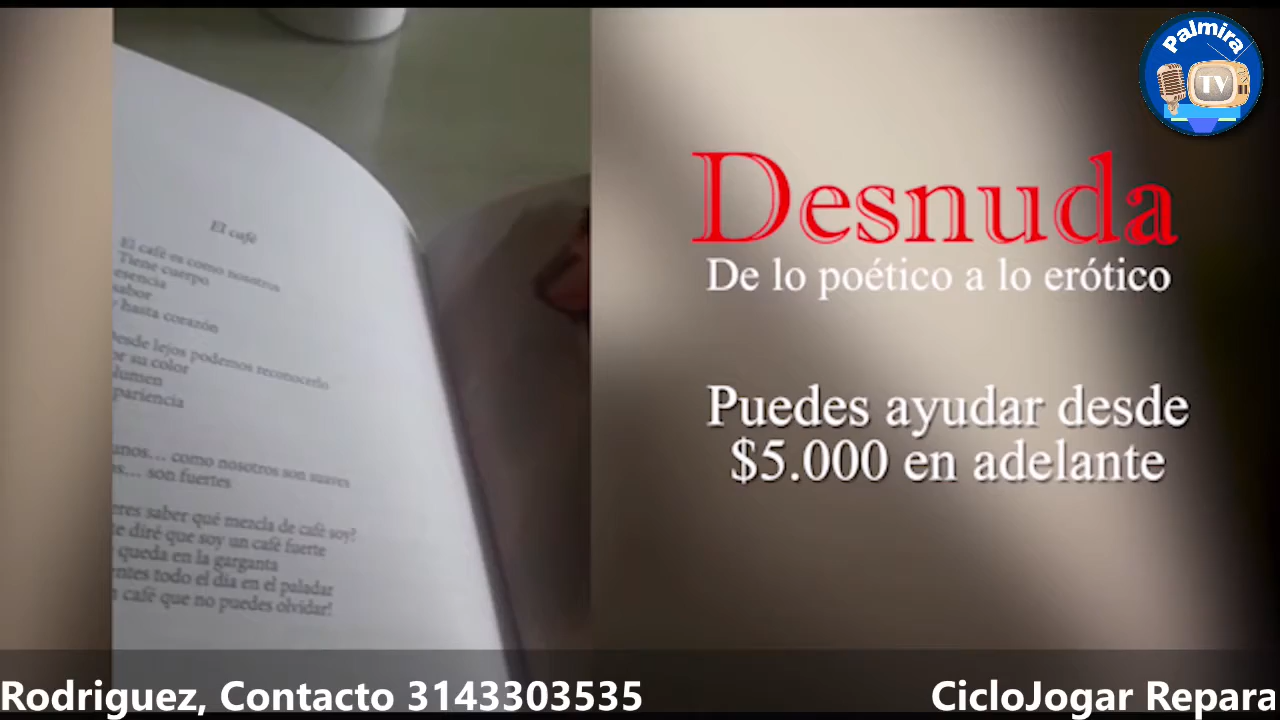 Palmira
TV
Desnuda
De lo poético a lo erótico
Puedes ayudar desde
$5.000 en adelante
El café
El café es como nosotros
Tiene cuerpo
esencia
sabor
y hasta corazón
Desde lejos podemos reconocerlo
por su color
volumen
apariencia
unos... como nosotros son suaves
os... son fuertes
eres saber qué mezcla de café soy?
te diré que soy un café fuerte
queda en la garganta
entes todo el día en el paladar
café que no puedes olvidar!
Rodriguez, Contacto 3143303535
CicloJogar Repara